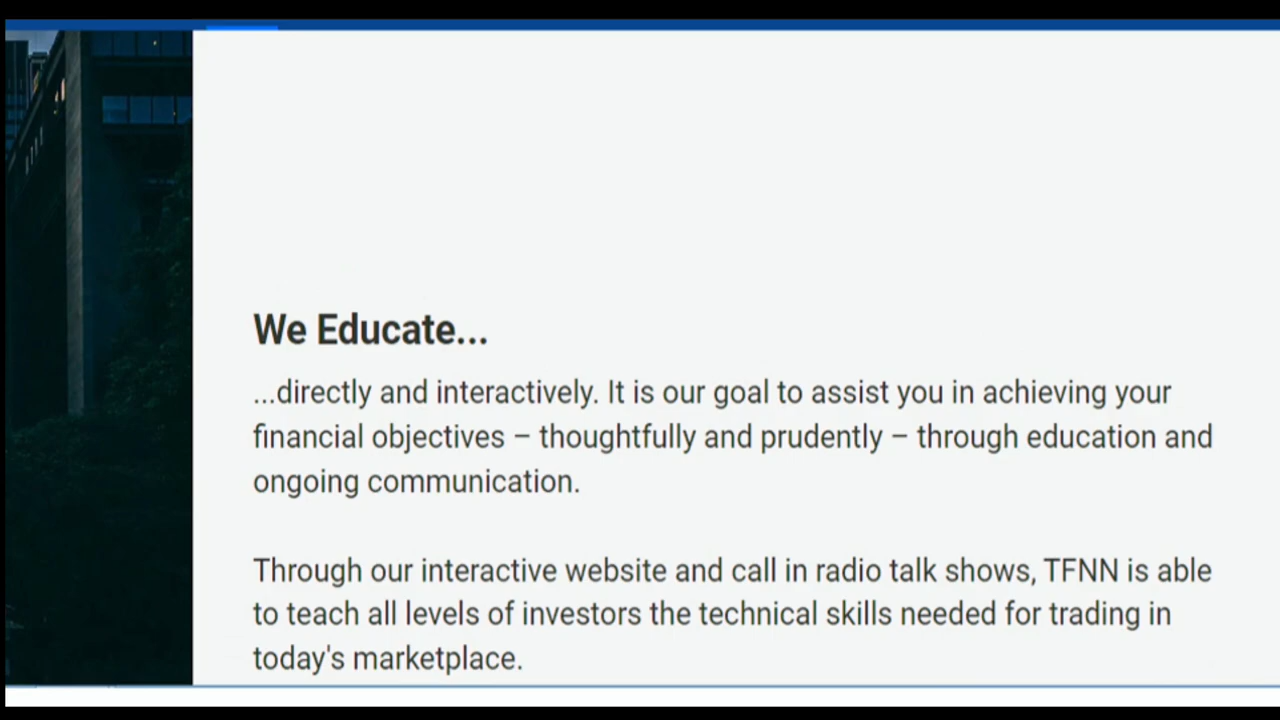 We Educate...
...directly and interactively. It is our goal to assist you in achieving your
financial objectives – thoughtfully and prudently – through education and
ongoing communication.
Through our interactive website and call in radio talk shows, TFNN is able
to teach all levels of investors the technical skills needed for trading in
today's marketplace.